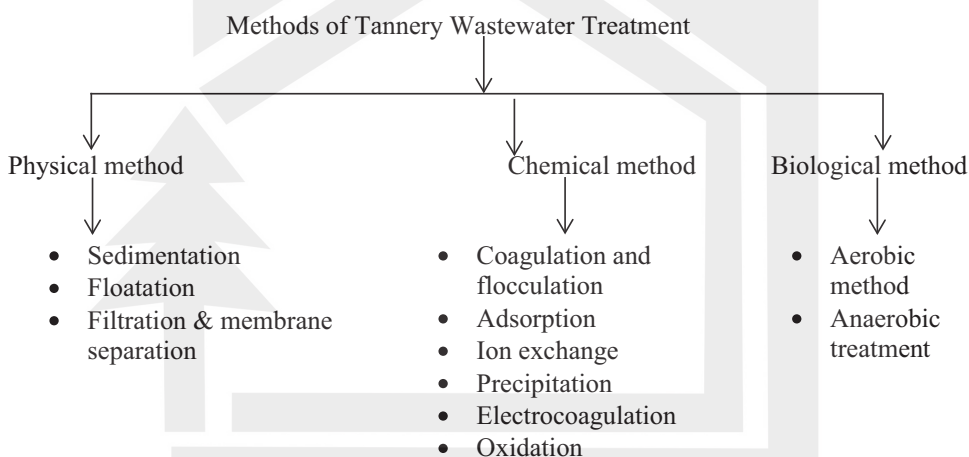 Methods of Tannery Wastewater Treatment
Physical method
Chemical method
Biological method
• Sedimentation
• Floatation
• Filtration & membrane
separation
• Coagulation and
flocculation
• Adsorption
• Ion exchange
• Precipitation
• Electrocoagulation
• Oxidation
• Aerobic
method
• Anaerobic
treatment